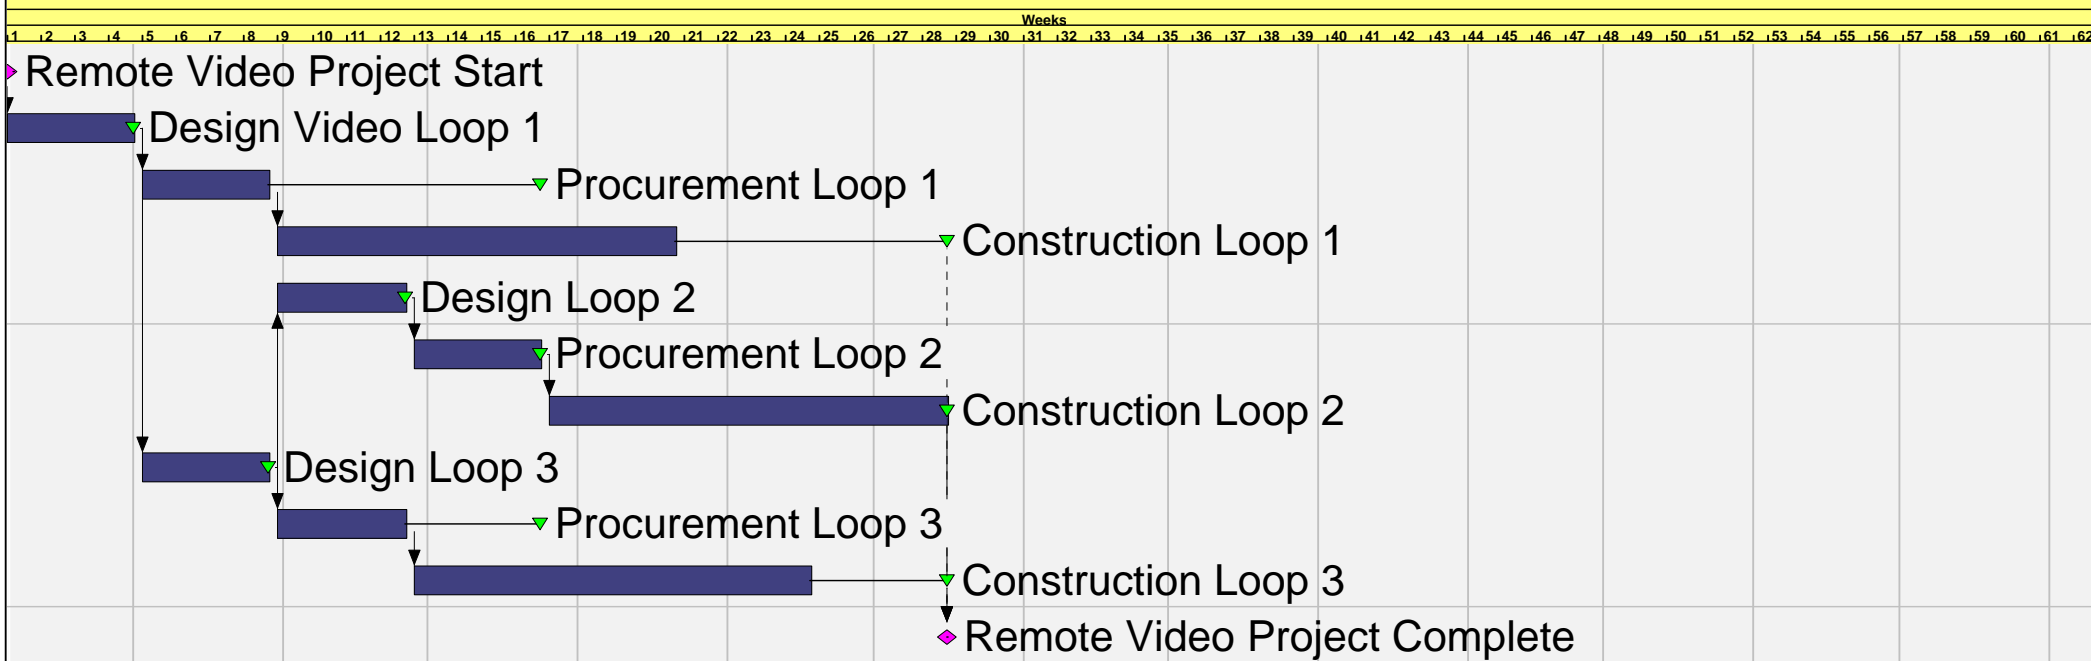 Weeks
1 2 3 4 5 6 7 8 9 10 11 12 13 14 15 16 17 18 19 20 21 22 23 24 25 26 27 28 29 30 31 32 33 34 35 36 37 38 39 40 41 42 43 44 45 46 47 48 49 50 51 52 53 54 55 56 57 58 59 60 61 62
Remote Video Project Start
Design Video Loop 1
Procurement Loop 1
Construction Loop 1
Design Loop 2
Procurement Loop 2
Construction Loop 2
Design Loop 3
Procurement Loop 3
Construction Loop 3
Remote Video Project Complete